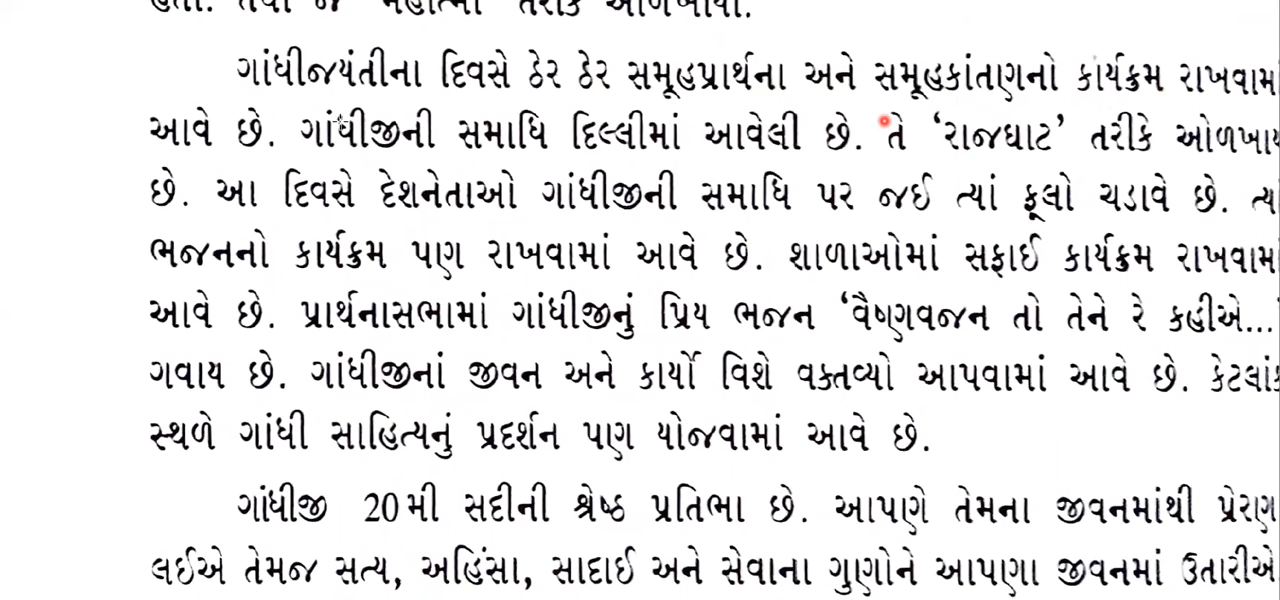 ગાંધીજયંતીના દિવસે ઠેર ઠેર સમૂહપ્રાર્થના અને સમૂહકાંતણનો કાર્યક્રમ રાખવામ
આવે છે. ગાંધીજીની સમાધિ દિલ્લીમાં આવેલી છે. તે ‘રાજઘાટ’ તરીકે ઓળખાય
છે. આ દિવસે દેશનેતાઓ ગાંધીજીની સમાધિ પર જઈ ત્યાં ફૂલો ચડાવે છે.
ભજનનો કાર્યક્રમ પણ રાખવામાં આવે છે. શાળાઓમાં સફાઈ કાર્યક્રમ રાખવામ
આવે છે. પ્રાર્થનાસભામાં ગાંધીજીનું પ્રિય ભજન ‘વૈષ્ણવજન તો તેને રે કહીએ...’
ગવાય છે. ગાંધીજીનાં જીવન અને કાર્યો વિશે વક્તવ્યો આપવામાં આવે છે. કેટલાંક
સ્થળે ગાંધી સાહિત્યનું પ્રદર્શન પણ યોજવામાં આવે છે.
ગાંધીજી 20મી સદીની શ્રેષ્ઠ પ્રતિભા છે. આપણે તેમના જીવનમાંથી પ્રેરણ
લઈએ તેમજ સત્ય, અહિંસા, સાદાઈ અને સેવાના ગુણોને આપણા જીવનમાં ઉતારીએ